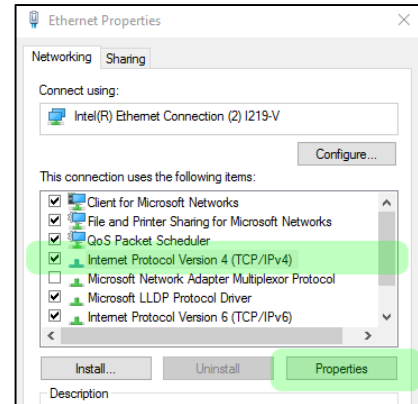 Ethernet Properties
Networking Sharing
Connect using:
Intel(R) Ethernet Connection (2) I219-V
Configure...
This connection uses the following items:
Client for Microsoft Networks
File and Printer Sharing for Microsoft Networks
QoS Packet Scheduler
Internet Protocol Version 4 (TCP/IPv4)
Microsoft Network Adapter Multiplexor Protocol
Microsoft LLDP Protocol Driver
Internet Protocol Version 6 (TCP/IPv6)
Install... Uninstall Properties
Description